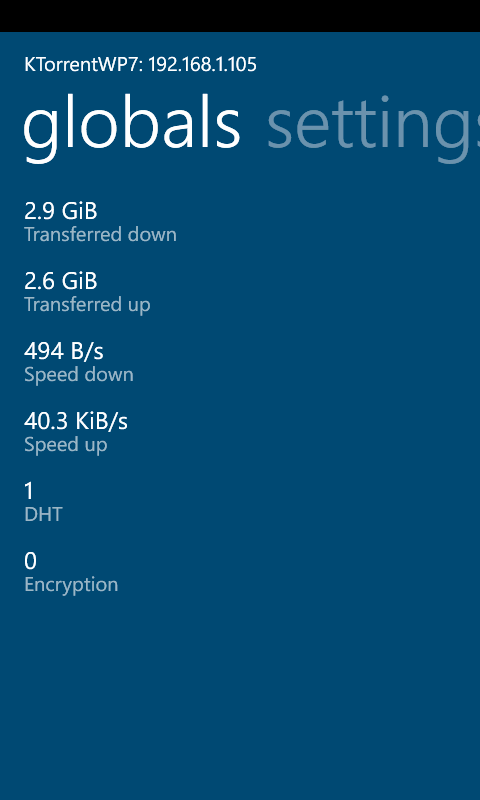 KTorrentWP7: 192.168.1.105
globals settings
2.9 GiB
Transferred down
2.6 GiB
Transferred up
494 B/s
Speed down
40.3 KiB/s
Speed up
1
DHT
0
Encryption